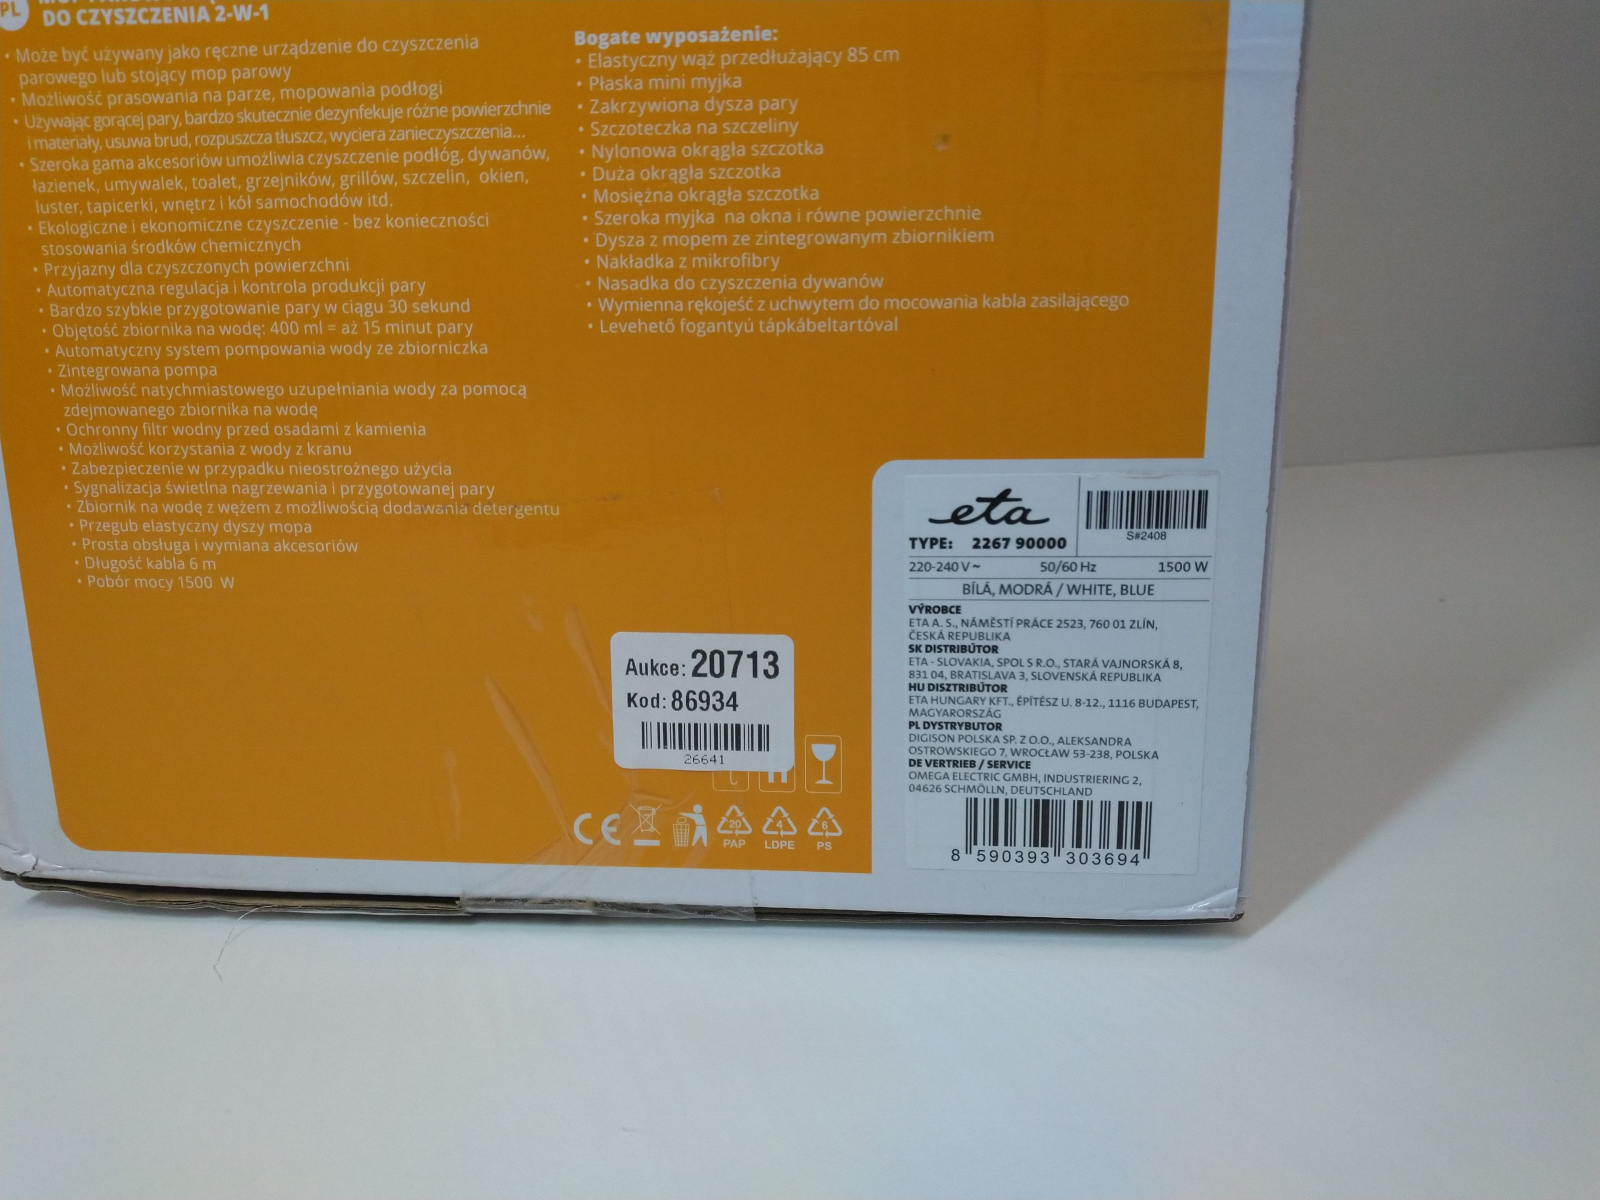 PL
DO CZYSZCZENIA 2-W-1
• Może być używany jako ręczne urządzenie do czyszczenia
parowego lub stojący mop parowy
• Możliwość prasowania na parze, mopowania podłogi
• Używając gorącej pary, bardzo skutecznie dezynfekuje różne powierzchnie
i materiały, usuwa brud, rozpuszcza tłuszcz, wyciera zanieczyszczenia...
• Szeroka gama akcesoriów umożliwia czyszczenie podłóg, dywanów,
łazienek, umywalek, toalet, grzejników, grillów, szczelin, okien,
luster, tapicerki, wnętrz i kół samochodów itd.
• Ekologiczne i ekonomiczne czyszczenie - bez konieczności
stosowania środków chemicznych
• Przyjazny dla czyszczonych powierzchni
• Automatyczna regulacja i kontrola produkcji pary
• Bardzo szybkie przygotowanie pary w ciągu 30 sekund
• Objętość zbiornika na wodę: 400 ml = aż 15 minut pary
• Automatyczny system pompowania wody ze zbiorniczka
• Zintegrowana pompa
• Możliwość natychmiastowego uzupełniania wody za pomocą
zdejmowanego zbiornika na wodę
• Ochronny filtr wodny przed osadami z kamienia
• Możliwość korzystania z wody z kranu
• Zabezpieczenie w przypadku nieostrożnego użycia
• Sygnalizacja świetlna nagrzewania i przygotowanej pary
• Zbiornik na wodę z wężem z możliwością dodawania detergentu
• Przegub elastyczny dyszy mopa
• Prosta obsługa i wymiana akcesoriów
• Długość kabla 6 m
• Pobór mocy 1500 W
Bogate wyposażenie:
• Elastyczny wąż przedłużający 85 cm
• Płaska mini myjka
• Zakrzywiona dysza pary
• Szczoteczka na szczeliny
• Nylonowa okrągła szczotka
• Duża okrągła szczotka
• Mosiężna okrągła szczotka
• Szeroka myjka na okna i równe powierzchnie
• Dysza z mopem ze zintegrowanym zbiornikiem
• Nakładka z mikrofibry
• Nasadka do czyszczenia dywanów
• Wymienna rękojeść z uchwytem do mocowania kabla zasilającego
• Levehető fogantyú tápkábeltartóval
Aukce: 20713
Kod: 86934
26641
CE
20 PAP
4 LDPE
6 PS
eta
S#2408
TYPE: 2267 90000
220-240 V ~ 50/60 Hz 1500 W
BÍLÁ, MODRÁ / WHITE, BLUE
VÝROBCE
ETA A. S., NÁMĚSTÍ PRÁCE 2523, 760 01 ZLÍN,
ČESKÁ REPUBLIKA
SK DISTRIBÚTOR
ETA - SLOVAKIA, SPOL S R.O., STARÁ VAJNORSKÁ 8,
831 04, BRATISLAVA 3, SLOVENSKÁ REPUBLIKA
HU DISZTRIBÚTOR
ETA HUNGARY KFT., ÉPÍTÉSZ U. 8-12., 1116 BUDAPEST,
MAGYARORSZÁG
PL DYSTRYBUTOR
DIGISON POLSKA SP. Z O.O., ALEKSANDRA
OSTROWSKIEGO 7, WROCŁAW 53-238, POLSKA
DE VERTRIEB / SERVICE
OMEGA ELECTRIC GMBH, INDUSTRIERING 2,
04626 SCHMÖLLN, DEUTSCHLAND
8 590393 303694